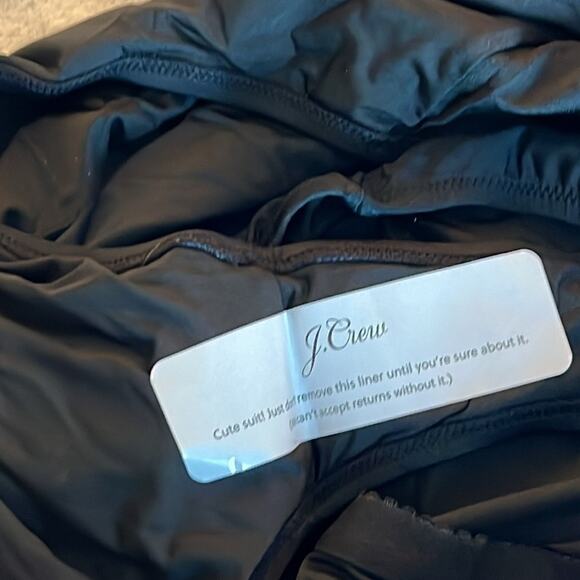 J.Crew
Cute suit! Just don't remove this liner until you're sure about it.
(We can't accept returns without it.)